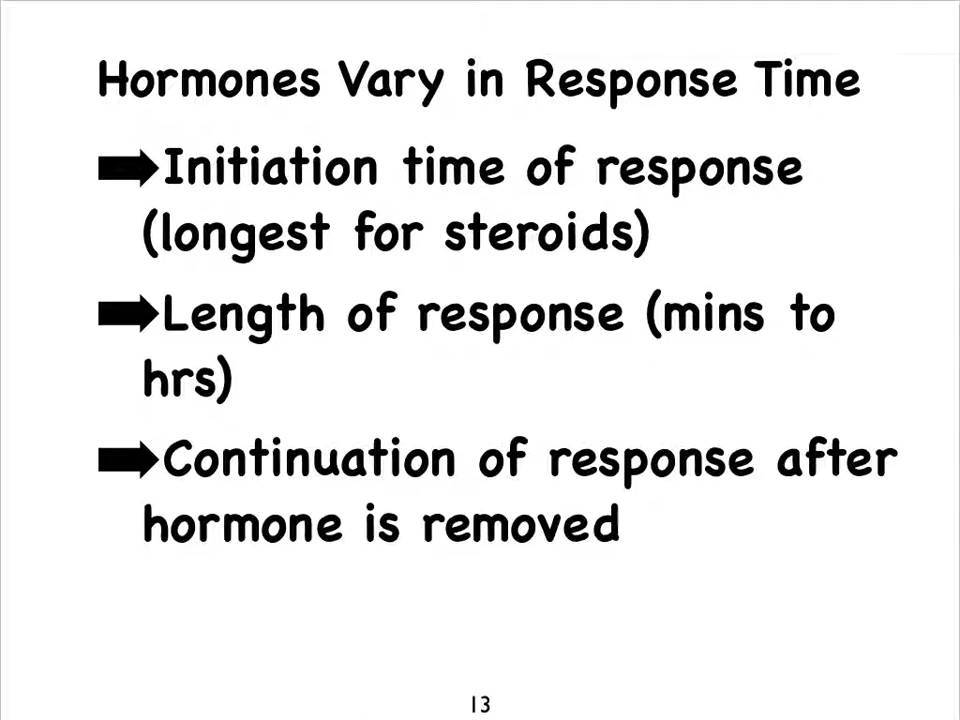 Hormones Vary in Response Time
Initiation time of response
(longest for steroids)
Length of response (mins to
hrs)
Continuation of response after
hormone is removed
13